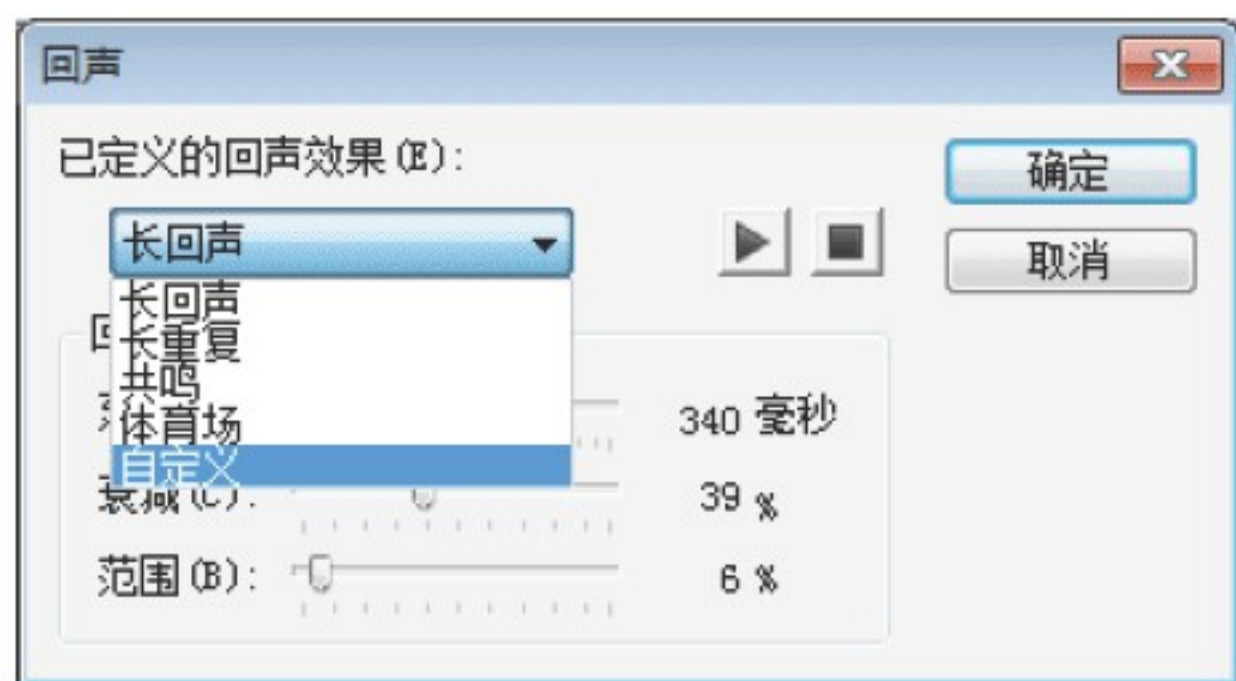 回声
已定义的回声效果(E):
确定
长回声
取消
长回声
长重复
共鸣
体育场
自定义
340 毫秒
衰减(C):
39 %
范围(B):
6 %